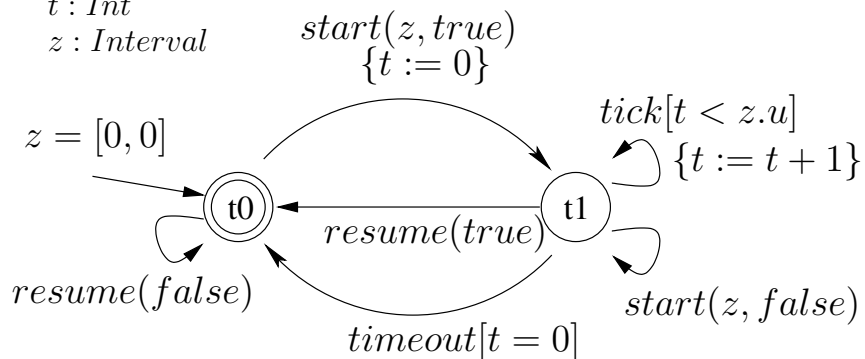 t : Int
z : Interval
start(z, true)
{t := 0}
z = [0, 0]
tick[t < z.u]
{t := t + 1}
t0
t1
resume(true)
resume(false)
start(z, false)
timeout[t = 0]